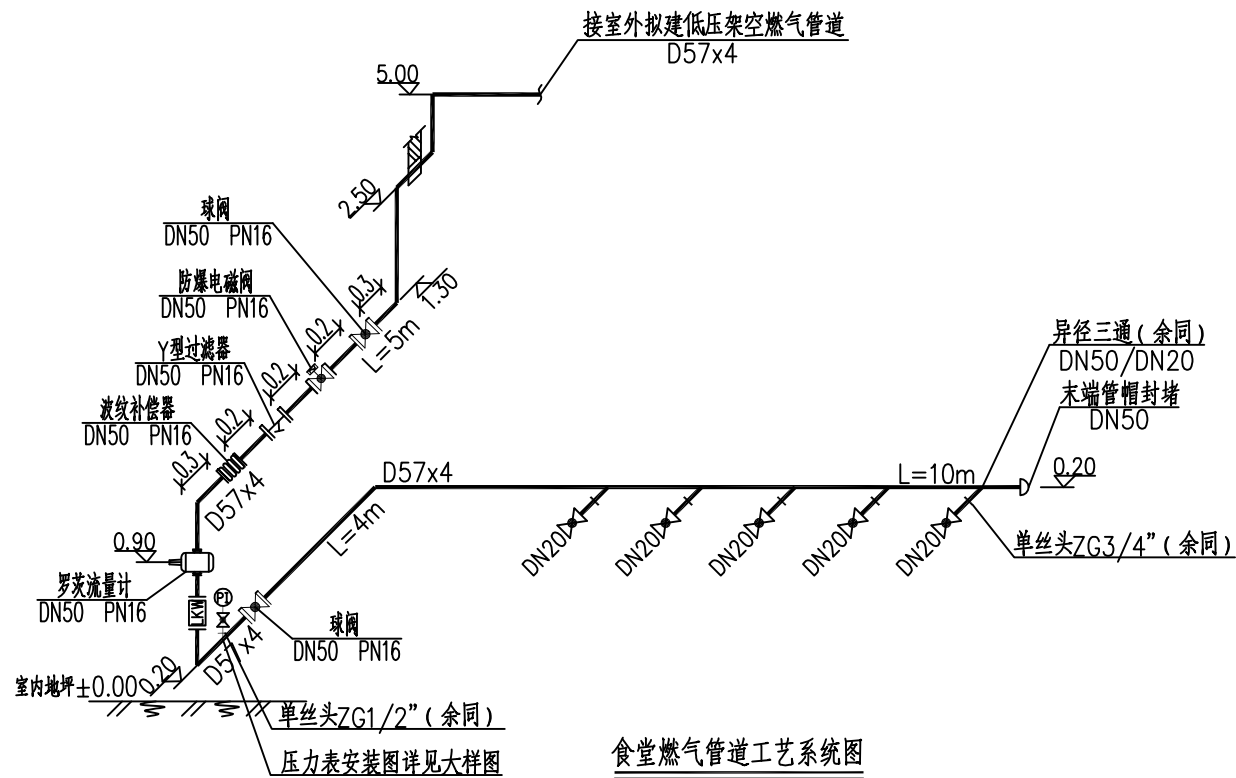 接室外拟建低压架空燃气管道
D57x4
5.00
2.50
球阀
DN50 PN16
防爆电磁阀
DN50 PN16
0.3
1.30
0.2
L=5m
Y型过滤器
DN50 PN16
0.2
异径三通(余同)
DN50/DN20
波纹补偿器
DN50 PN16
0.2
末端管帽封堵
DN50
0.3
D57x4
D57x4
L=10m
0.20
L=4m
DN20
DN20
DN20
DN20
DN20
单丝头ZG3/4”(余同)
0.90
罗茨流量计
DN50 PN16
LKW
PI
球阀
DN50 PN16
D57x4
0.20
室内地坪±0.00
单丝头ZG1/2”(余同)
压力表安装图详见大样图
食堂燃气管道工艺系统图